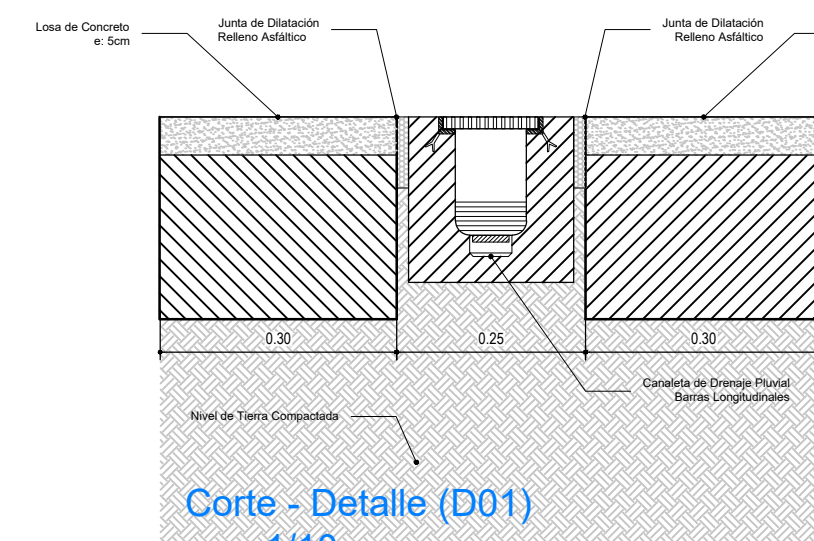 Losa de Concreto
e: 5cm
Junta de Dilatación
Relleno Asfáltico
Junta de Dilatación
Relleno Asfáltico
0.30
0.25
0.30
Canaleta de Drenaje Pluvial
Barras Longitudinales
Nivel de Tierra Compactada
Corte - Detalle (D01)